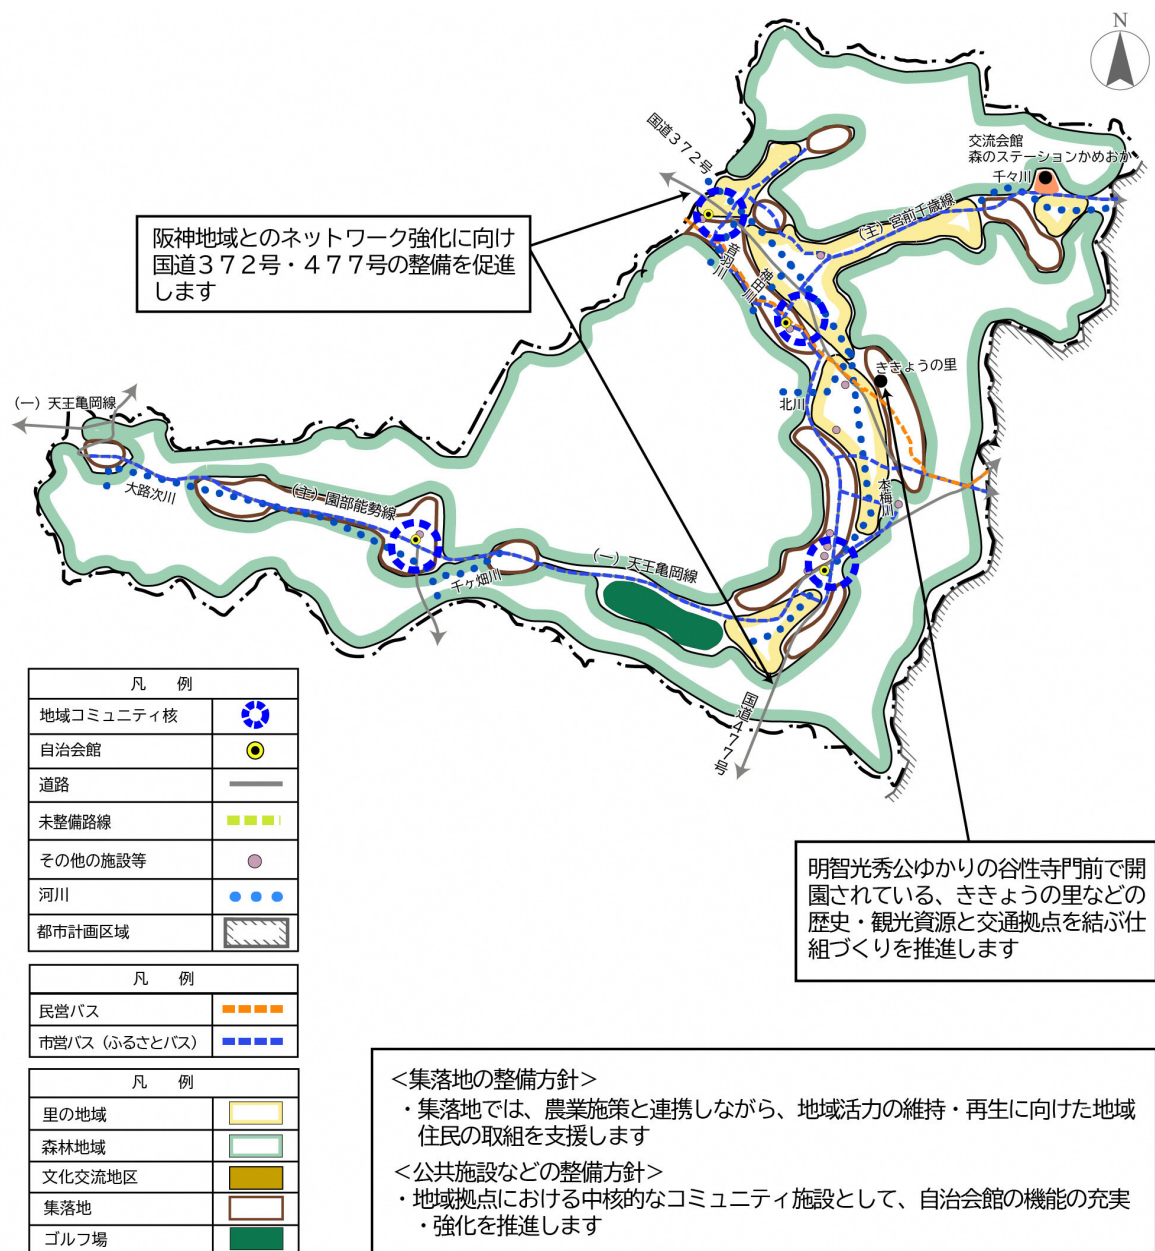 N
国道３７２号
交流会館
森のステーションかめおか
千々川
（主）宮前千歳線
阪神地域とのネットワーク強化に向け
国道３７２号・４７７号の整備を促進
します
音羽川
神田川
ききょうの里
北川
（一）天王亀岡線
大路次川
（主）園部能勢線
本梅川
千ヶ畑川
（一）天王亀岡線
国道４７７号
凡　例
地域コミュニティ核
自治会館
道路
未整備路線
その他の施設等
河川
都市計画区域
明智光秀公ゆかりの谷性寺門前で開
園されている、ききょうの里などの
歴史・観光資源と交通拠点を結ぶ仕
組づくりを推進します
凡　例
民営バス
市営バス（ふるさとバス）
凡　例
里の地域
森林地域
文化交流地区
集落地
ゴルフ場
＜集落地の整備方針＞
・集落地では、農業施策と連携しながら、地域活力の維持・再生に向けた地域
住民の取組を支援します
＜公共施設などの整備方針＞
・地域拠点における中核的なコミュニティ施設として、自治会館の機能の充実
・強化を推進します